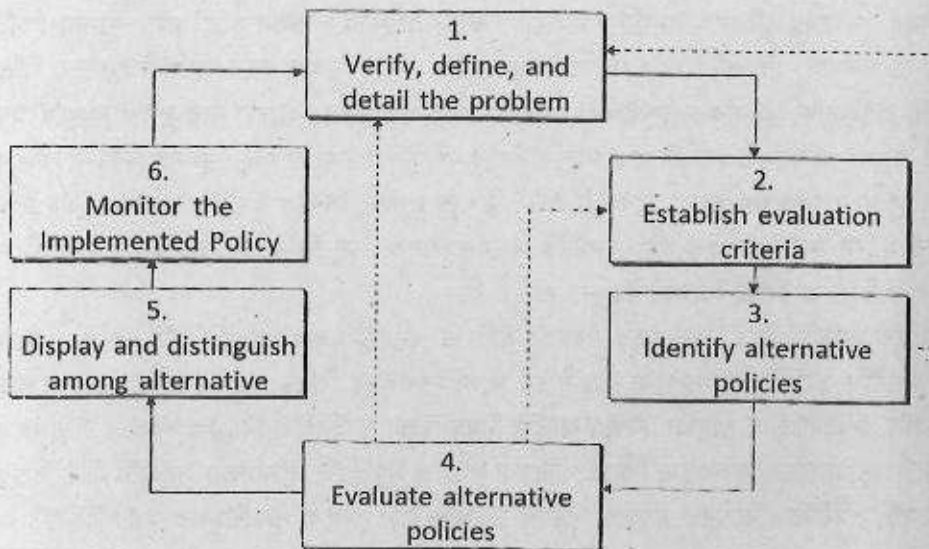 1.
Verify, define, and
detail the problem
2.
Establish evaluation
criteria
3.
Identify alternative
policies
4.
Evaluate alternative
policies
5.
Display and distinguish
among alternative
6.
Monitor the
Implemented Policy